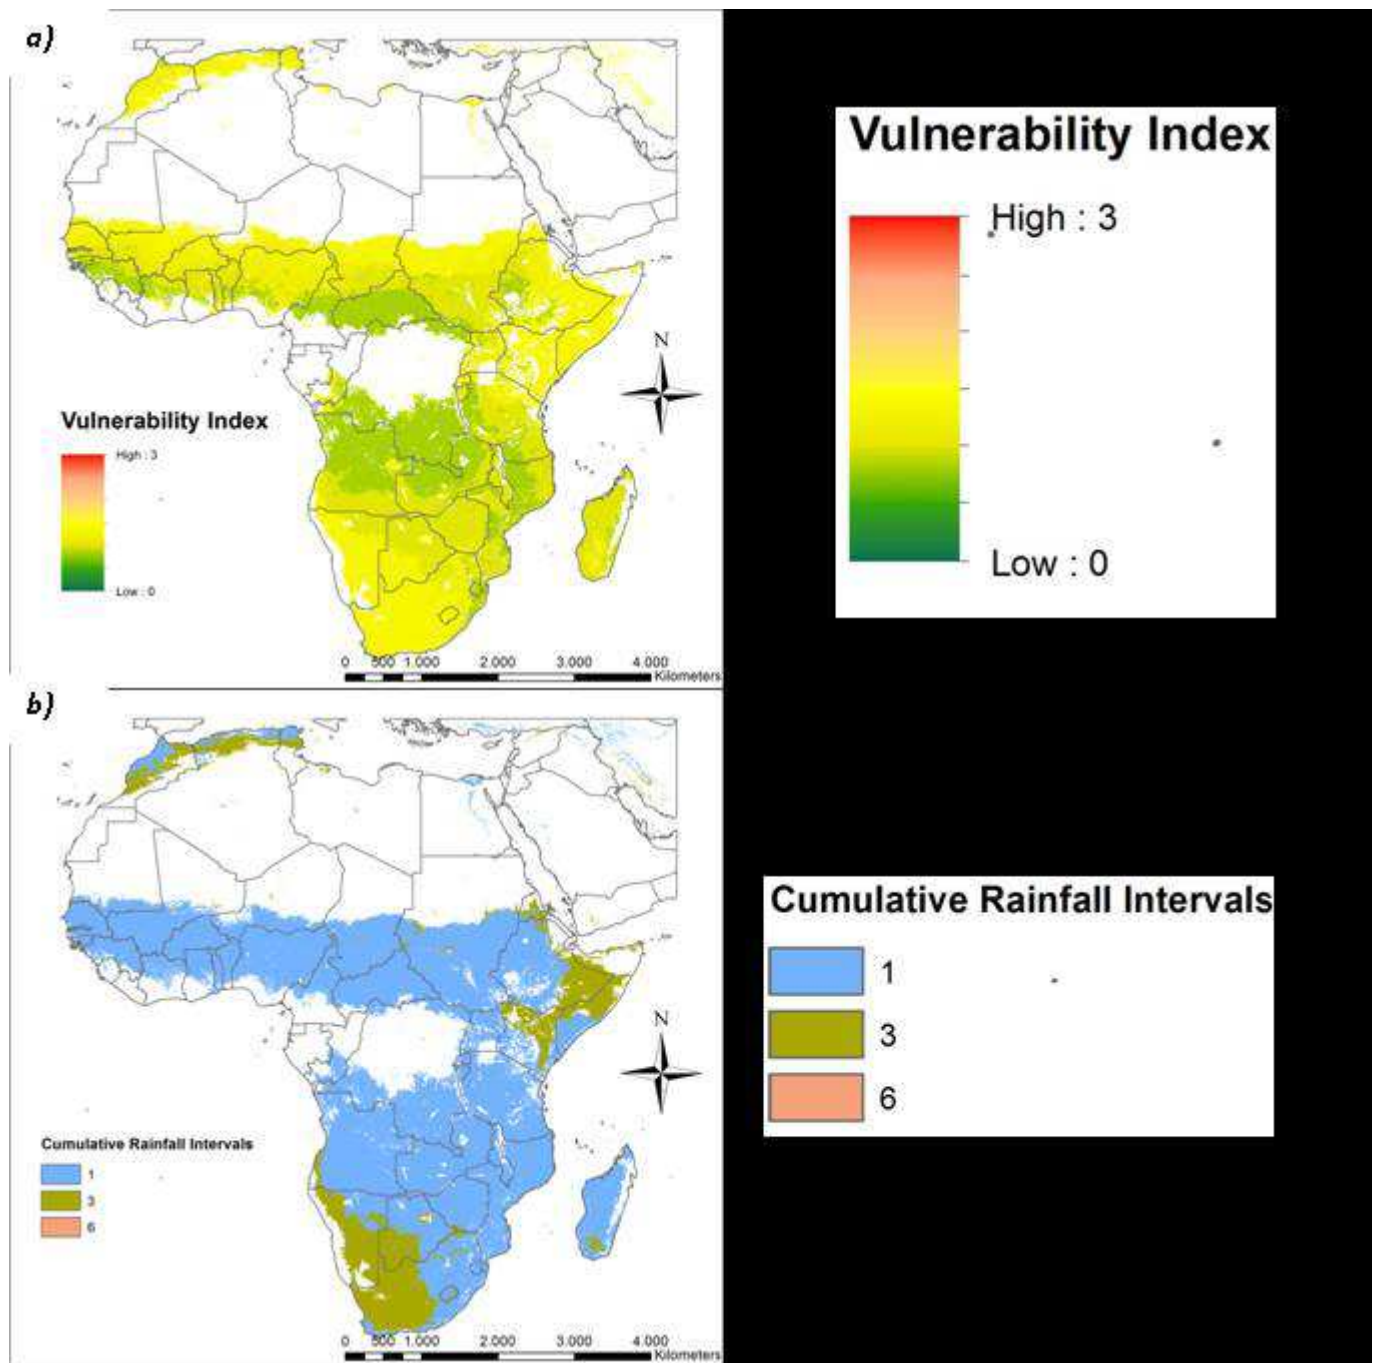 a)
Vulnerability Index
High : 3
Low : 0
N
0 500 1.000 2.000 3.000 4.000
Kilometers
Vulnerability Index
High : 3
Low : 0
b)
Cumulative Rainfall Intervals
1
3
6
N
0 500 1.000 2.000 3.000 4.000
Kilometers
Cumulative Rainfall Intervals
1
3
6